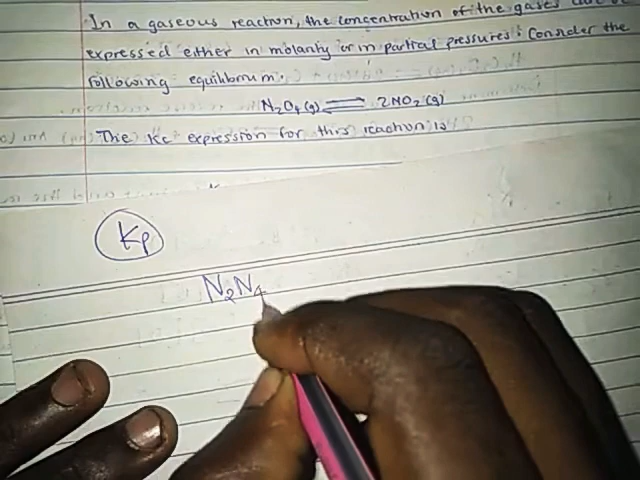 In a gaseous reaction, the concentration of the gases
expressed either in molarity or in partial pressures. Consider the
following equilibrium.
N₂O₄(g) ⇌ 2NO₂(g)
The Kc expression for this reaction is
Kp
N₂N₄